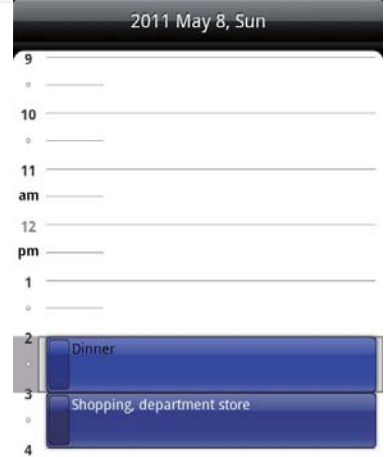 2011 May 8, Sun
9
10
11
am
12
pm
1
2
Dinner
3
Shopping, department store
4